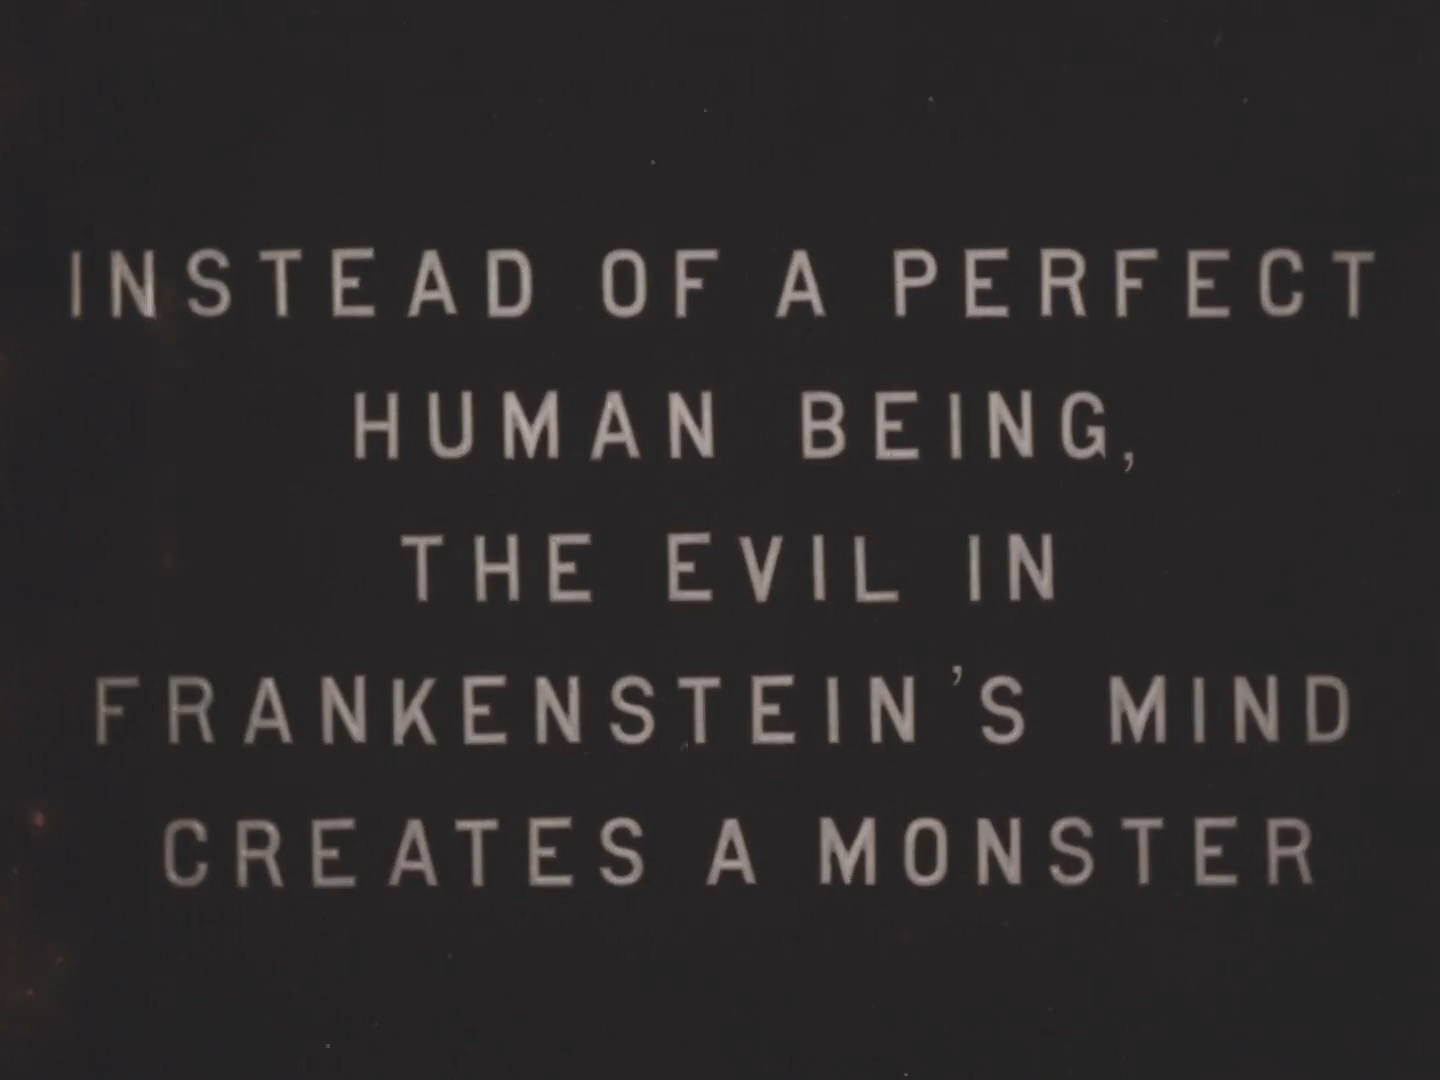 INSTEAD OF A PERFECT
HUMAN BEING,
THE EVIL IN
FRANKENSTEIN'S MIND
CREATES A MONSTER